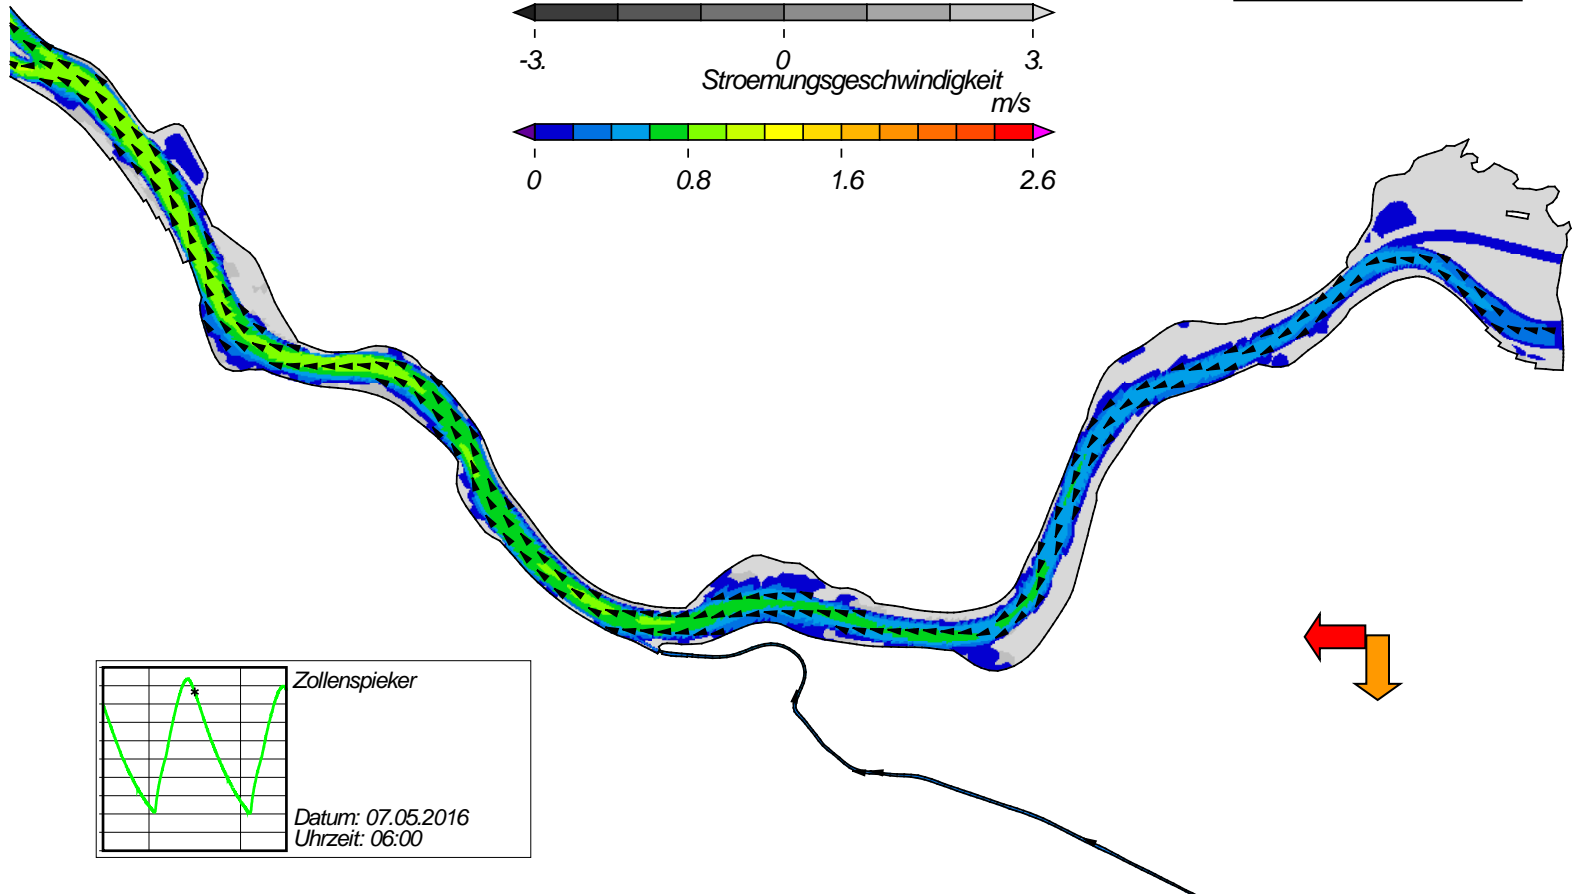 -3. 0 3.
Stroemungsgeschwindigkeit
m/s
0 0.8 1.6 2.6
Zollenspieker
Datum: 07.05.2016
Uhrzeit: 06:00